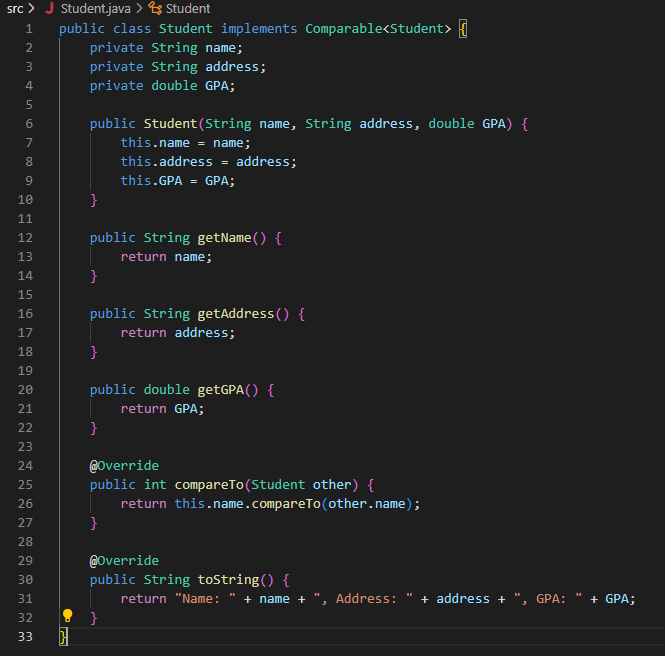 src > J Student.java > Student
1 public class Student implements Comparable<Student> {
2     private String name;
3     private String address;
4     private double GPA;
5
6     public Student(String name, String address, double GPA) {
7         this.name = name;
8         this.address = address;
9         this.GPA = GPA;
10     }
11
12     public String getName() {
13         return name;
14     }
15
16     public String getAddress() {
17         return address;
18     }
19
20     public double getGPA() {
21         return GPA;
22     }
23
24     @Override
25     public int compareTo(Student other) {
26         return this.name.compareTo(other.name);
27     }
28
29     @Override
30     public String toString() {
31         return "Name: " + name + ", Address: " + address + ", GPA: " + GPA;
32     }
33 }